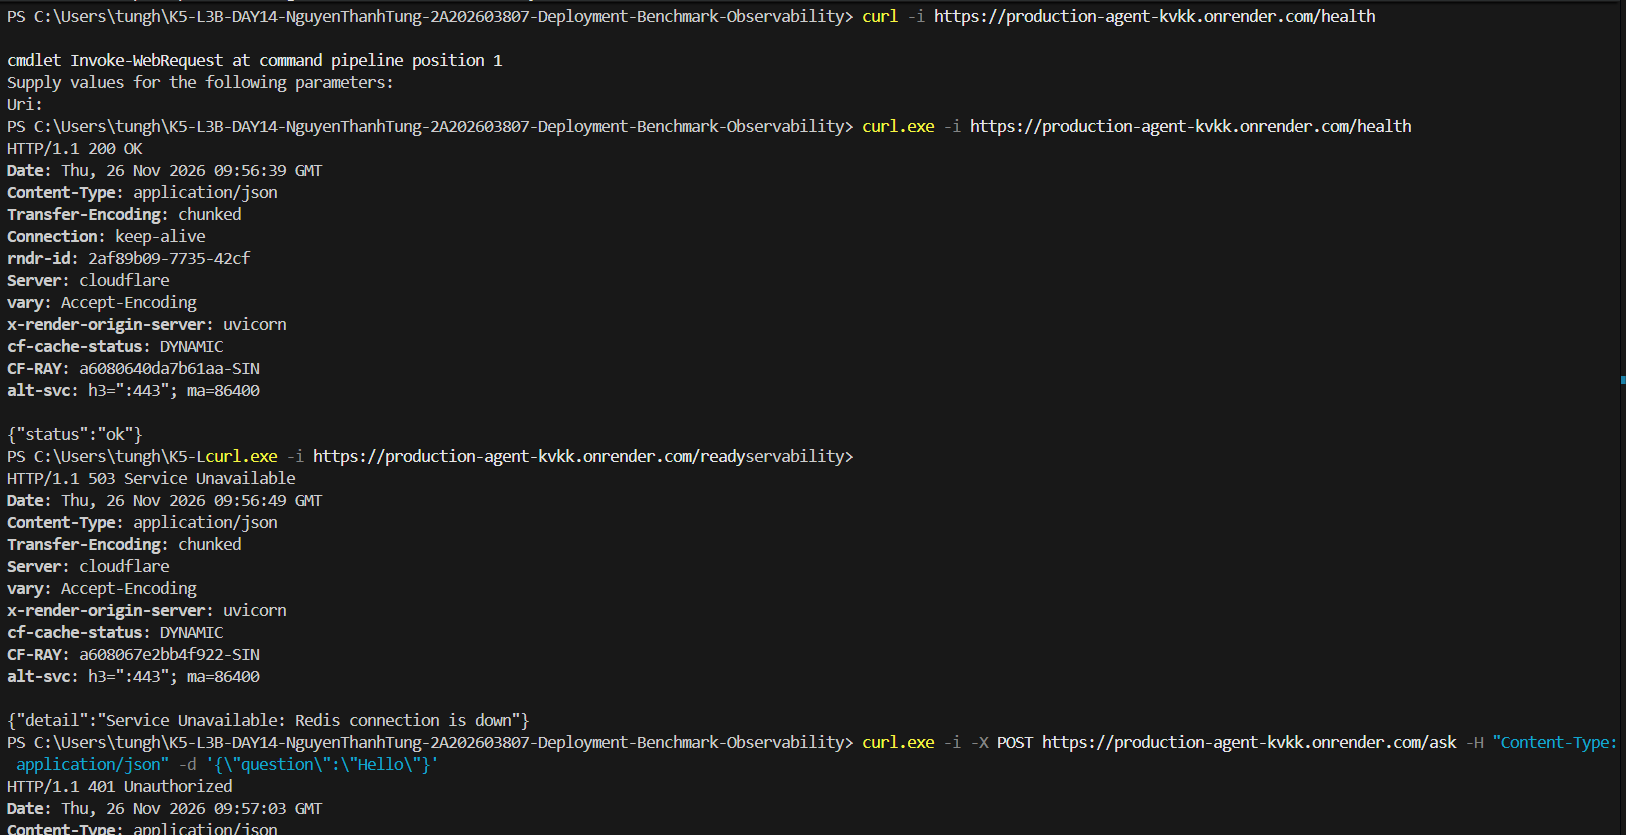 PS C:\Users\tungh\K5-L3B-DAY14-NguyenThanhTung-2A202603807-Deployment-Benchmark-Observability> curl -i https://production-agent-kvkk.onrender.com/health
cmdlet Invoke-WebRequest at command pipeline position 1
Supply values for the following parameters:
Uri:
PS C:\Users\tungh\K5-L3B-DAY14-NguyenThanhTung-2A202603807-Deployment-Benchmark-Observability> curl.exe -i https://production-agent-kvkk.onrender.com/health
HTTP/1.1 200 OK
Date: Thu, 26 Nov 2026 09:56:39 GMT
Content-Type: application/json
Transfer-Encoding: chunked
Connection: keep-alive
rndr-id: 2af89b09-7735-42cf
Server: cloudflare
vary: Accept-Encoding
x-render-origin-server: uvicorn
cf-cache-status: DYNAMIC
CF-RAY: a6080640da7b61aa-SIN
alt-svc: h3=":443"; ma=86400
{"status":"ok"}
PS C:\Users\tungh\K5-Lcurl.exe -i https://production-agent-kvkk.onrender.com/readyservability>
HTTP/1.1 503 Service Unavailable
Date: Thu, 26 Nov 2026 09:56:49 GMT
Content-Type: application/json
Transfer-Encoding: chunked
Server: cloudflare
vary: Accept-Encoding
x-render-origin-server: uvicorn
cf-cache-status: DYNAMIC
CF-RAY: a608067e2bb4f922-SIN
alt-svc: h3=":443"; ma=86400
{"detail":"Service Unavailable: Redis connection is down"}
PS C:\Users\tungh\K5-L3B-DAY14-NguyenThanhTung-2A202603807-Deployment-Benchmark-Observability> curl.exe -i -X POST https://production-agent-kvkk.onrender.com/ask -H "Content-Type:
application/json" -d '{\"question\":\"Hello\"}'
HTTP/1.1 401 Unauthorized
Date: Thu, 26 Nov 2026 09:57:03 GMT
Content-Type: application/json